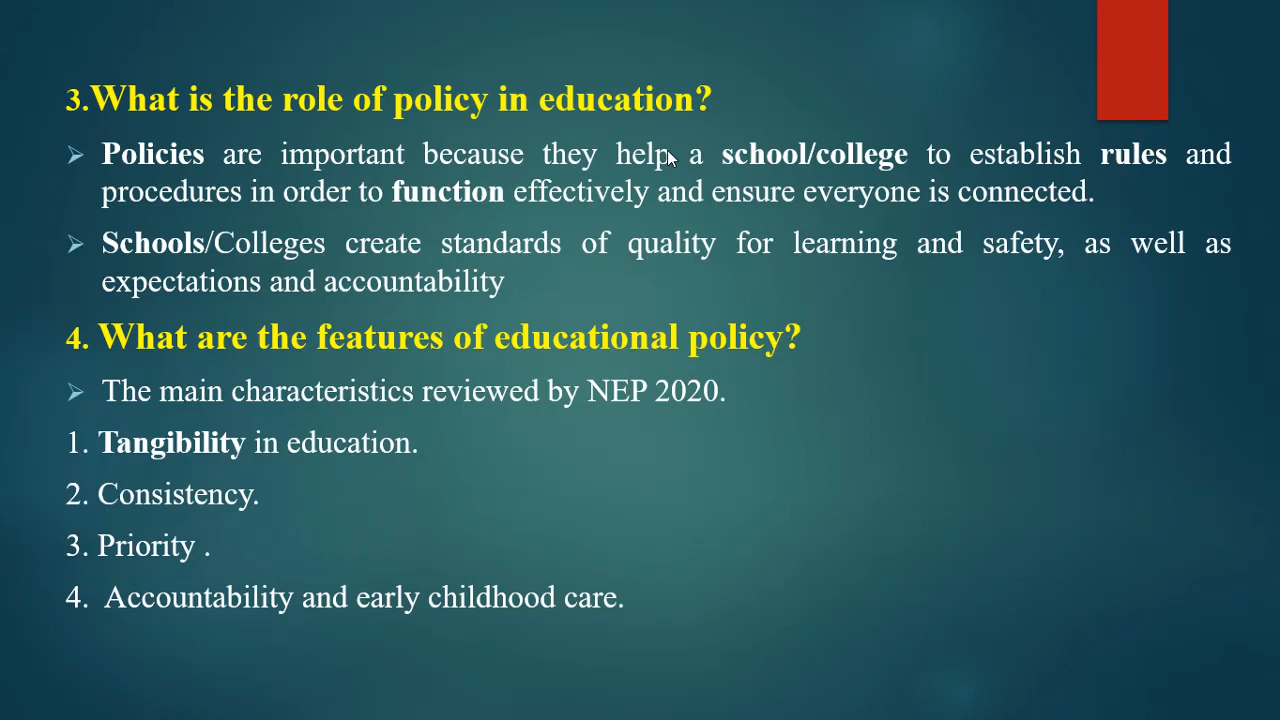 3.What is the role of policy in education?
➢ Policies are important because they help a school/college to establish rules and
procedures in order to function effectively and ensure everyone is connected.
➢ Schools/Colleges create standards of quality for learning and safety, as well as
expectations and accountability
4. What are the features of educational policy?
➢ The main characteristics reviewed by NEP 2020.
1. Tangibility in education.
2. Consistency.
3. Priority .
4.  Accountability and early childhood care.